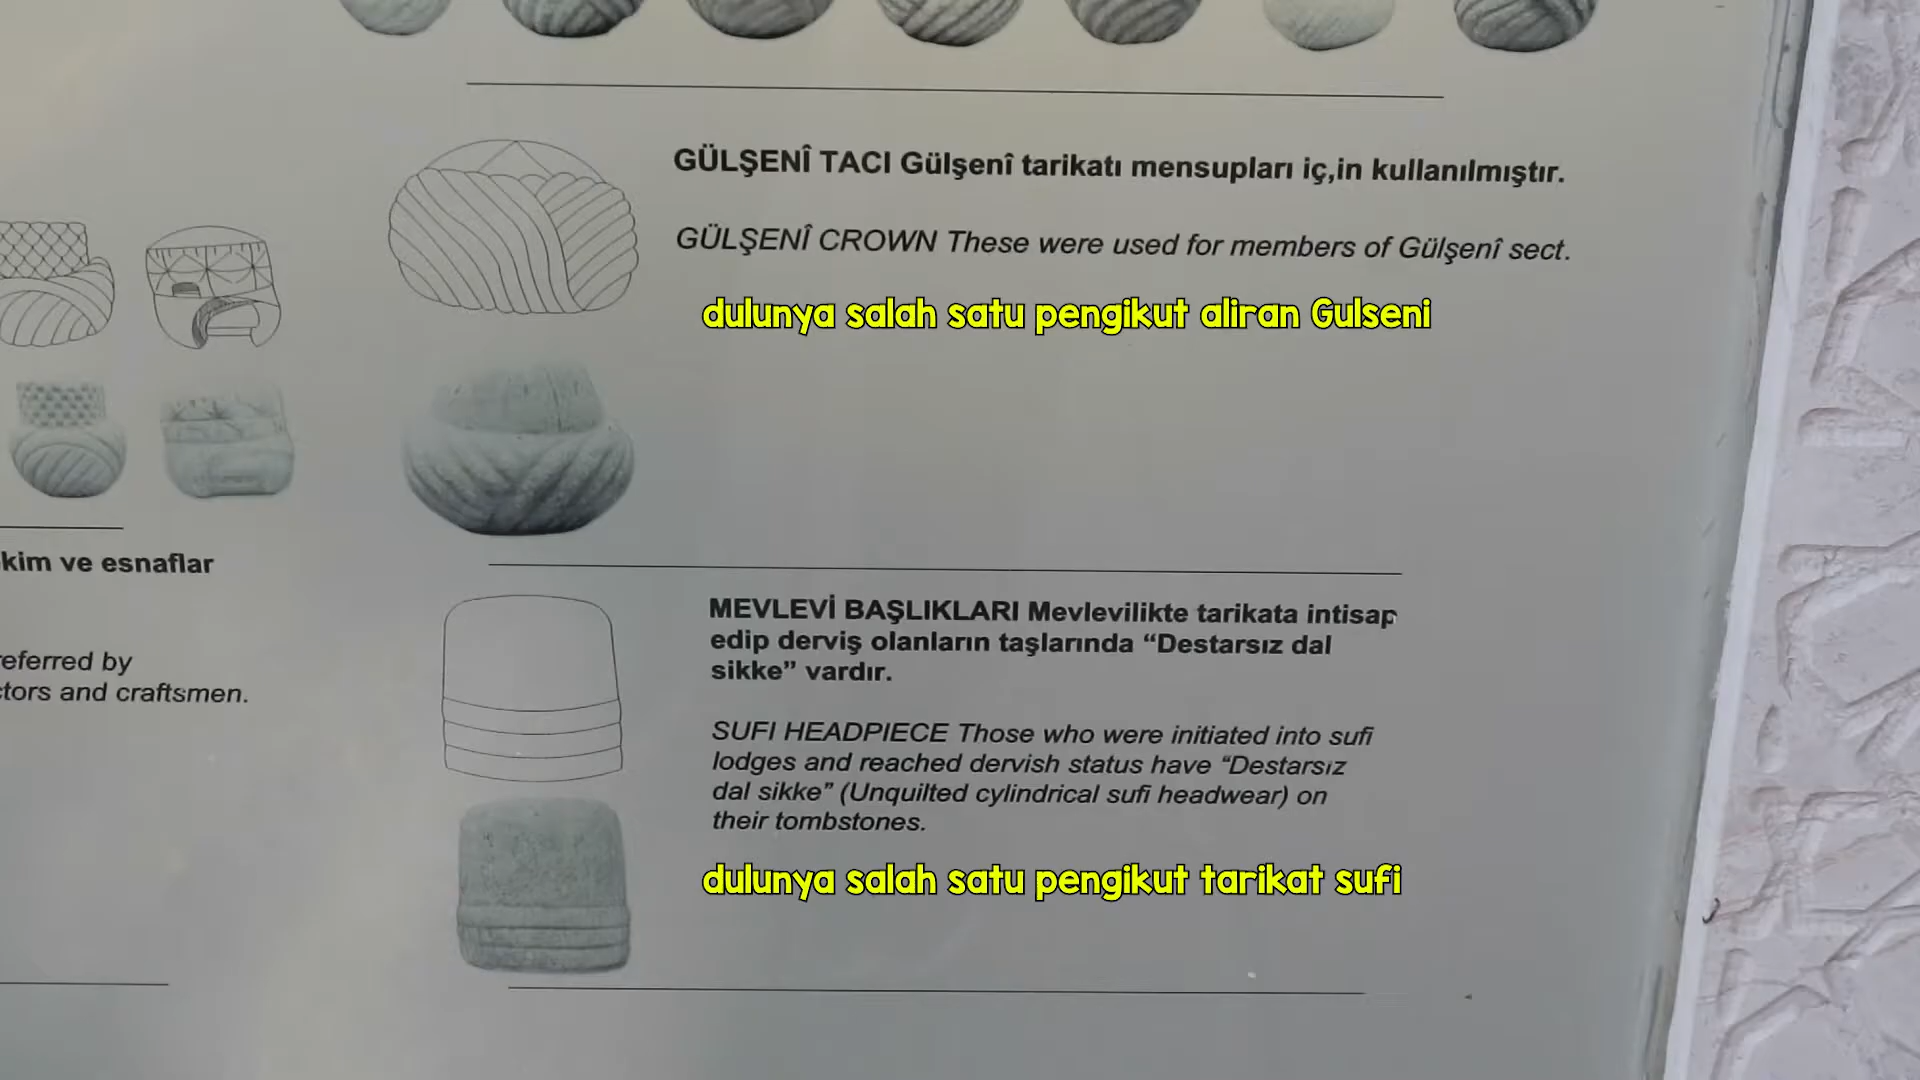 GÜLŞENÎ TACI Gülşenî tarikatı mensupları iç,in kullanılmıştır.
GÜLŞENÎ CROWN These were used for members of Gülşenî sect.
dulunya salah satu pengikut aliran Gulseni
kim ve esnaflar
referred by
ctors and craftsmen.
MEVLEVİ BAŞLIKLARI Mevlevilikte tarikata intisap
edip derviş olanların taşlarında “Destarsız dal
sikke” vardır.
SUFI HEADPIECE Those who were initiated into sufi
lodges and reached dervish status have “Destarsız
dal sikke” (Unquilted cylindrical sufi headwear) on
their tombstones.
dulunya salah satu pengikut tarikat sufi